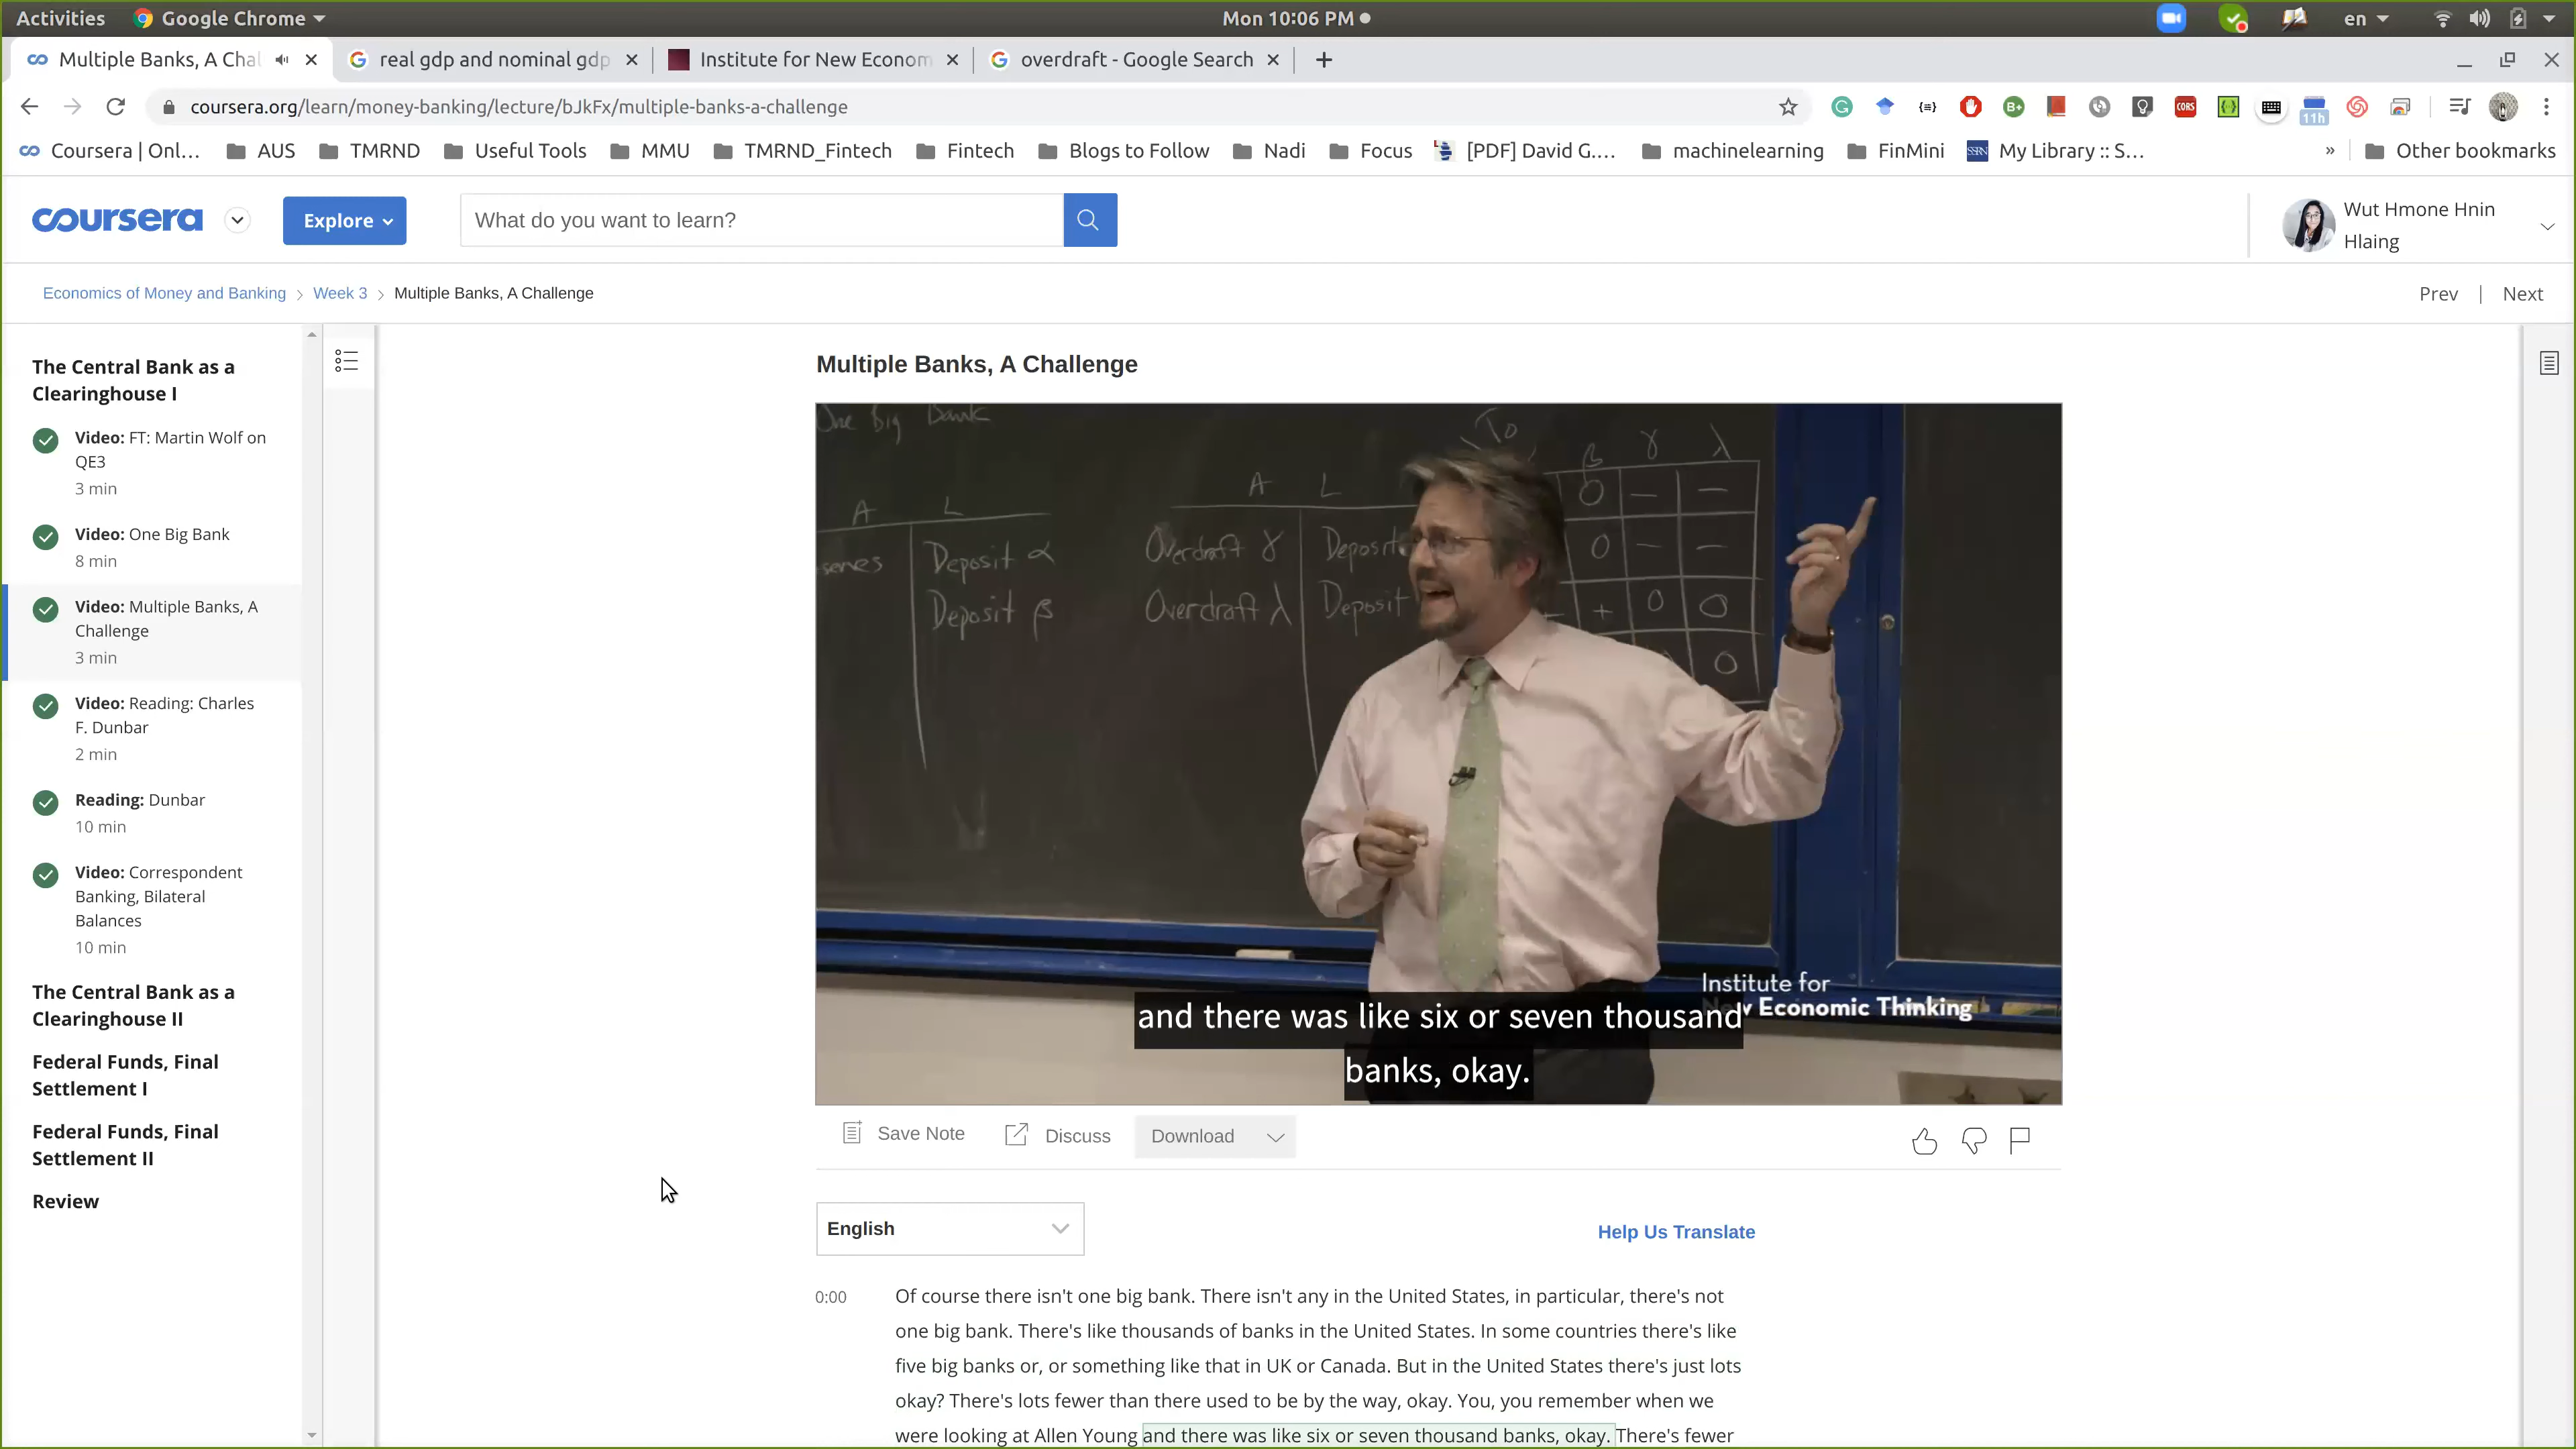 Activities Google Chrome Mon 10:06 PM en
Multiple Banks, A Chal real gdp and nominal gdp Institute for New Econom overdraft - Google Search
coursera.org/learn/money-banking/lecture/bJkFx/multiple-banks-a-challenge CORS 11h
Coursera | Onl... AUS TMRND Useful Tools MMU TMRND_Fintech Fintech Blogs to Follow Nadi Focus [PDF] David G.... machinelearning FinMini SSRN My Library :: S... » Other bookmarks
coursera Explore What do you want to learn? Wut Hmone Hnin
Hlaing
Economics of Money and Banking > Week 3 > Multiple Banks, A Challenge Prev | Next
The Central Bank as a
Clearinghouse I
Video: FT: Martin Wolf on
QE3
3 min
Video: One Big Bank
8 min
Video: Multiple Banks, A
Challenge
3 min
Video: Reading: Charles
F. Dunbar
2 min
Reading: Dunbar
10 min
Video: Correspondent
Banking, Bilateral
Balances
10 min
The Central Bank as a
Clearinghouse II
Federal Funds, Final
Settlement I
Federal Funds, Final
Settlement II
Review
Multiple Banks, A Challenge
One Big Bank
To
β γ λ
A L
Deposit α
Deposit β
A L
Overdraft γ Deposit
Overdraft λ Deposit
0 — —
0 — —
+ 0 0
0
Institute for
Economic Thinking
and there was like six or seven thousand
banks, okay.
Save Note Discuss Download
English Help Us Translate
0:00 Of course there isn't one big bank. There isn't any in the United States, in particular, there's not
one big bank. There's like thousands of banks in the United States. In some countries there's like
five big banks or, or something like that in UK or Canada. But in the United States there's just lots
okay? There's lots fewer than there used to be by the way, okay. You, you remember when we
were looking at Allen Young and there was like six or seven thousand banks, okay. There's fewer